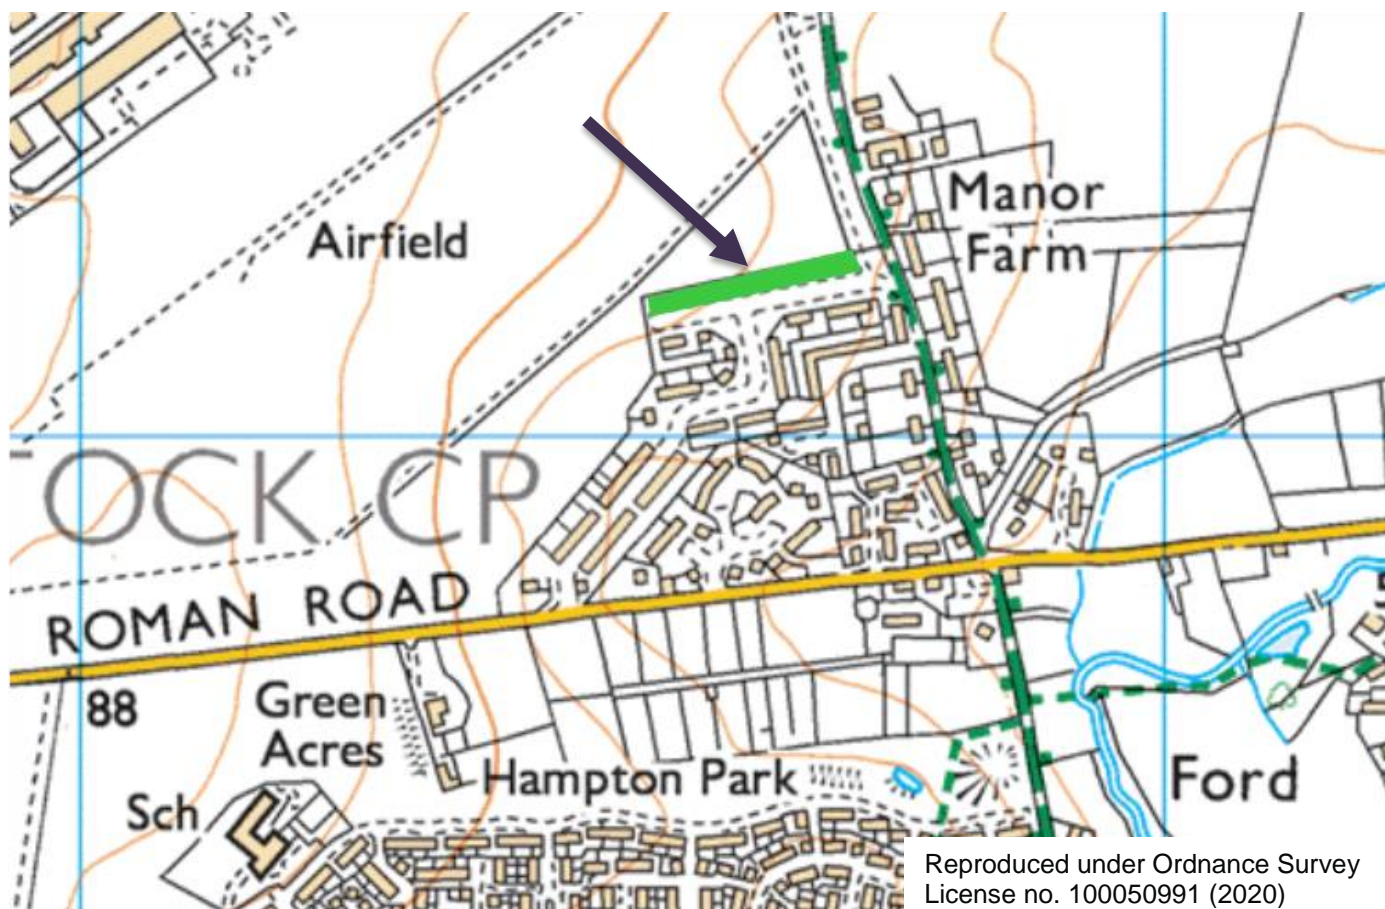 Airfield
Manor
Farm
OCK CP
ROMAN ROAD
88
Green
Acres
Hampton Park
Sch
Ford
Reproduced under Ordnance Survey
License no. 100050991 (2020)